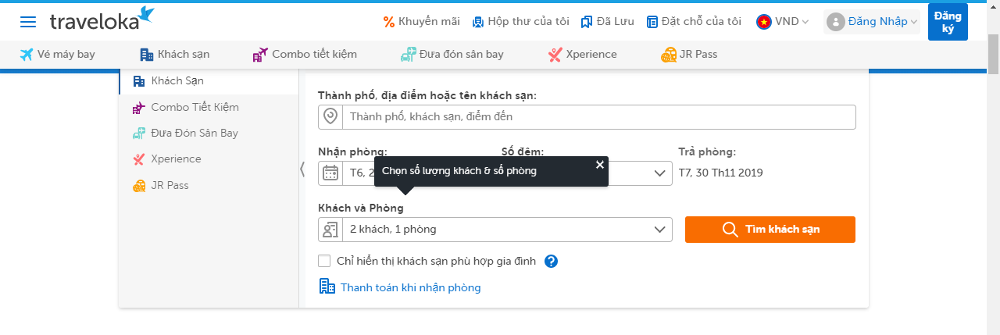 traveloka
Khuyến mãi Hộp thư của tôi Đã Lưu Đặt chỗ của tôi VND Đăng Nhập Đăng ký
Vé máy bay Khách sạn Combo tiết kiệm Đưa đón sân bay Xperience JR Pass
Khách Sạn
Combo Tiết Kiệm
Đưa Đón Sân Bay
Xperience
JR Pass
Thành phố, địa điểm hoặc tên khách sạn:
Thành phố, khách sạn, điểm đến
Nhận phòng: Số đêm: Trả phòng:
T6, 2 T7, 30 Th11 2019
Chọn số lượng khách & số phòng
Khách và Phòng
2 khách, 1 phòng Tìm khách sạn
Chỉ hiển thị khách sạn phù hợp gia đình
Thanh toán khi nhận phòng